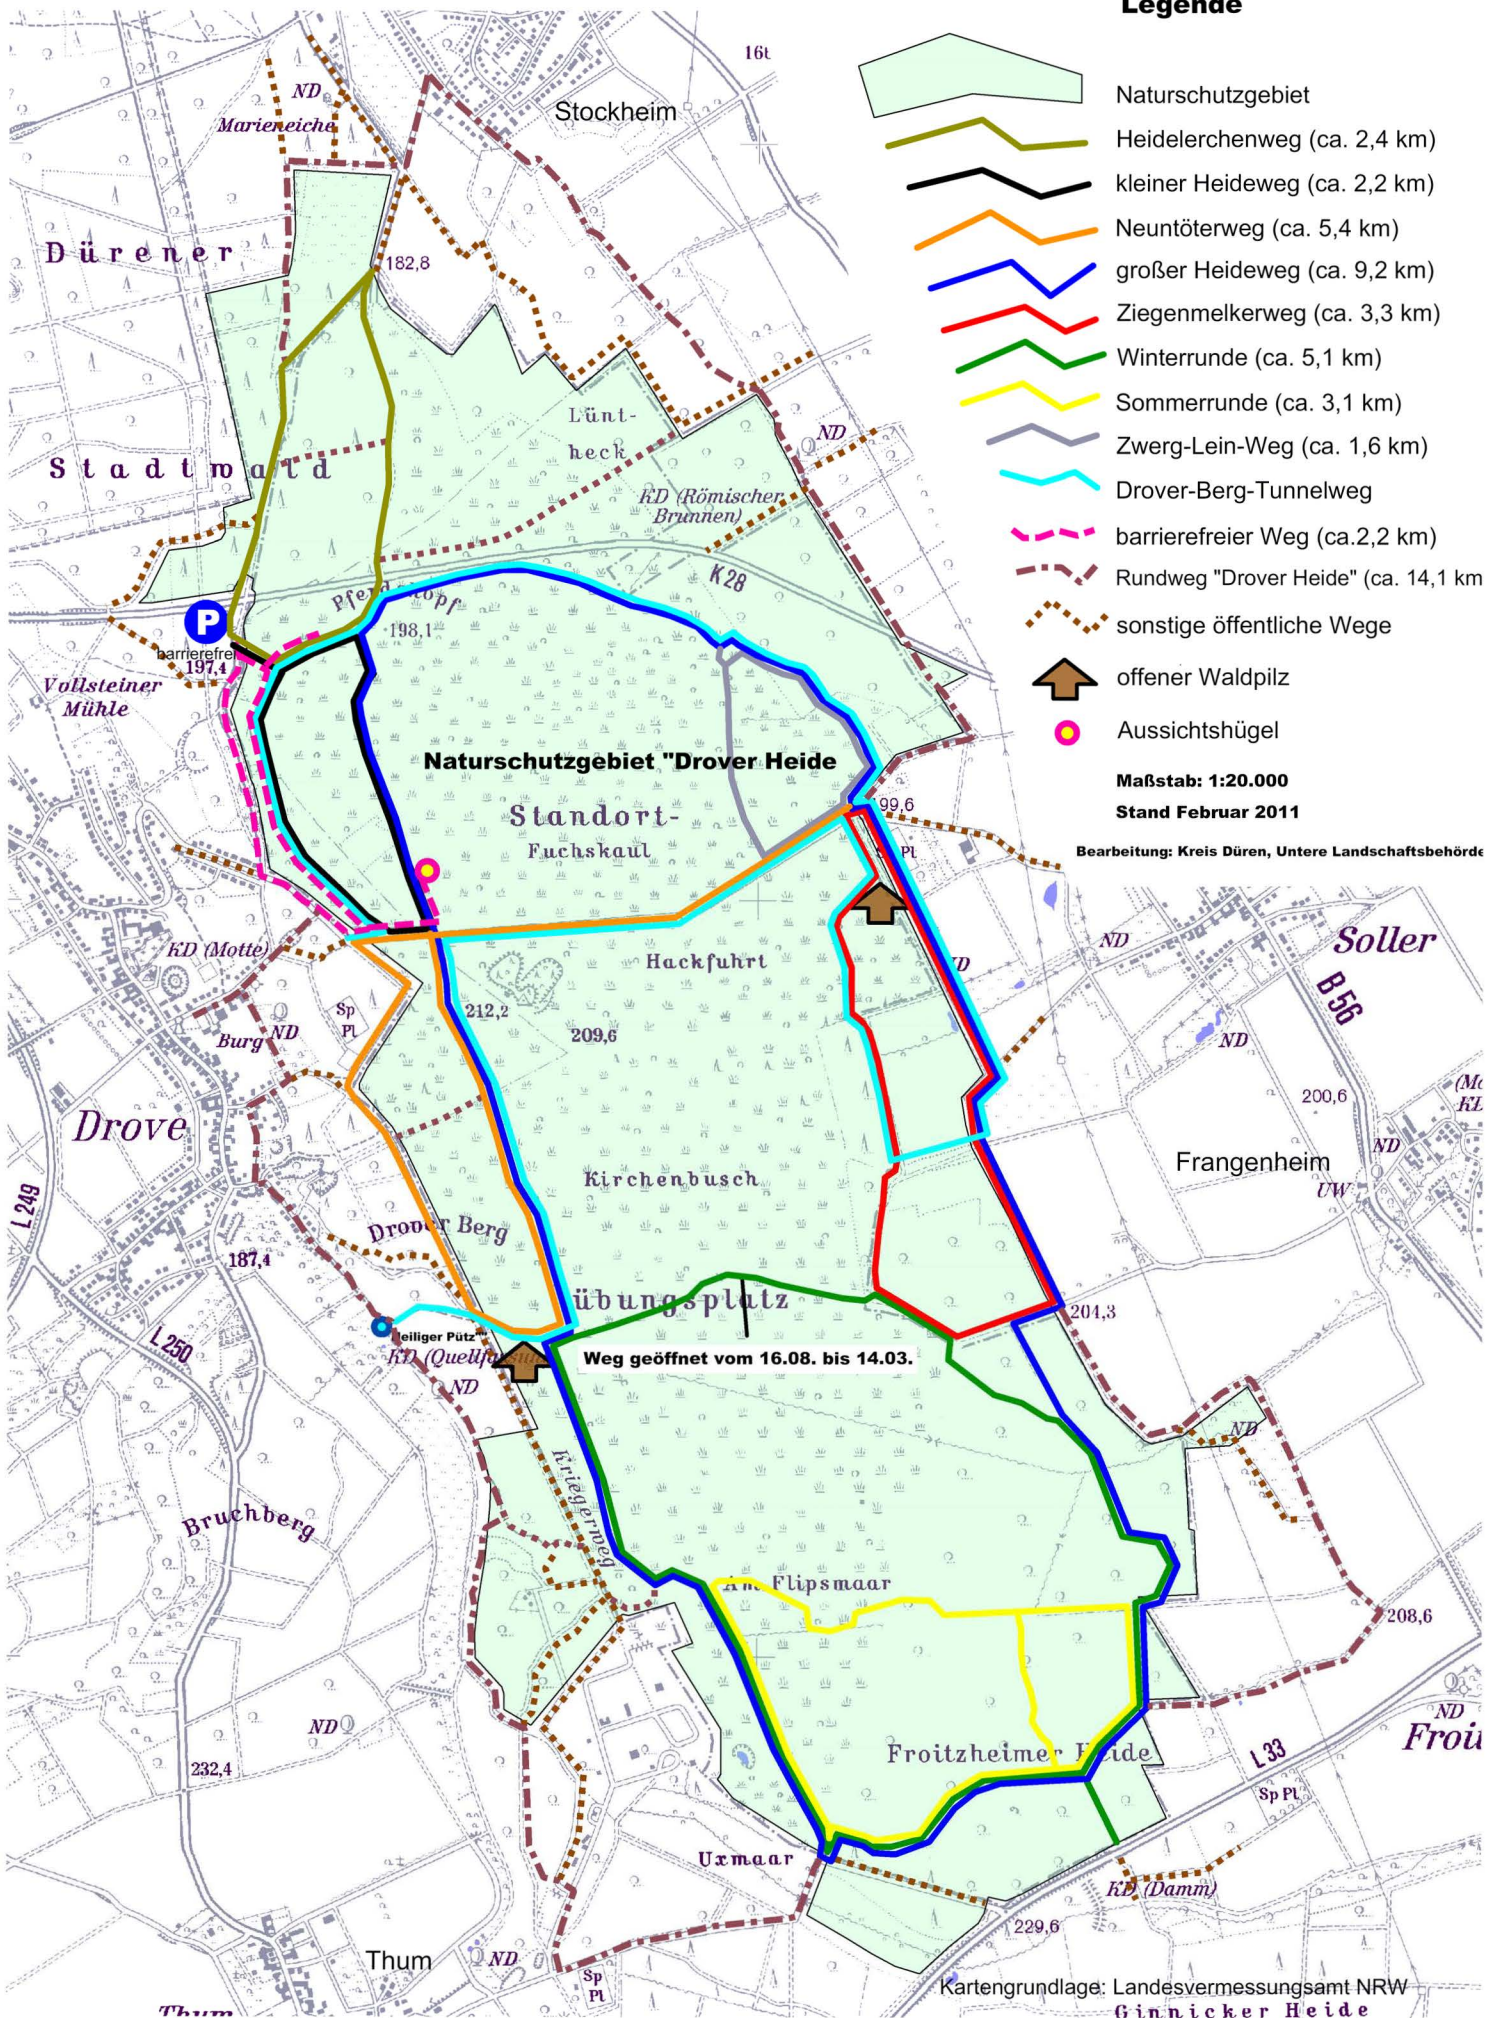 Legende
Naturschutzgebiet
Heidelerchenweg (ca. 2,4 km)
kleiner Heideweg (ca. 2,2 km)
Neuntöterweg (ca. 5,4 km)
großer Heideweg (ca. 9,2 km)
Ziegenmelkerweg (ca. 3,3 km)
Winterrunde (ca. 5,1 km)
Sommerrunde (ca. 3,1 km)
Zwerg-Lein-Weg (ca. 1,6 km)
Drover-Berg-Tunnelweg
barrierefreier Weg (ca.2,2 km)
Rundweg "Drover Heide" (ca. 14,1 km
sonstige öffentliche Wege
offener Waldpilz
Aussichtshügel
Maßstab: 1:20.000
Stand Februar 2011
Bearbeitung: Kreis Düren, Untere Landschaftsbehörde
Stockheim
ND
Marieneiche
Dürener
182,8
Stadtwald
Lünt-
heck
ND
KD (Römischer
Brunnen)
K 28
Pferdskopf
198,1
P
197,4
Vollsteiner
Mühle
Naturschutzgebiet "Drover Heide
Standort-
Fuchskaul
199,6
Pl
KD (Motte)
Hackfuhrt
ND
Soller
B 56
Sp
Pl
212,2
209,6
Burg
ND
ND
200,6
Drove
ND
Frangenheim
UW
Kirchenbusch
L 249
Drover Berg
187,4
übungsplatz
204,3
Heiliger Pütz"
L 250
Weg geöffnet vom 16.08. bis 14.03.
ND
ND
Kriegerweg
Bruchberg
Am Flipsmaar
208,6
ND
ND
Froitzheimer Heide
L 33
232,4
Sp Pl
Uxmaar
KD (Damm)
229,6
Thum
ND
Sp
Pl
Kartengrundlage: Landesvermessungsamt NRW
Thum
Ginnicker Heide